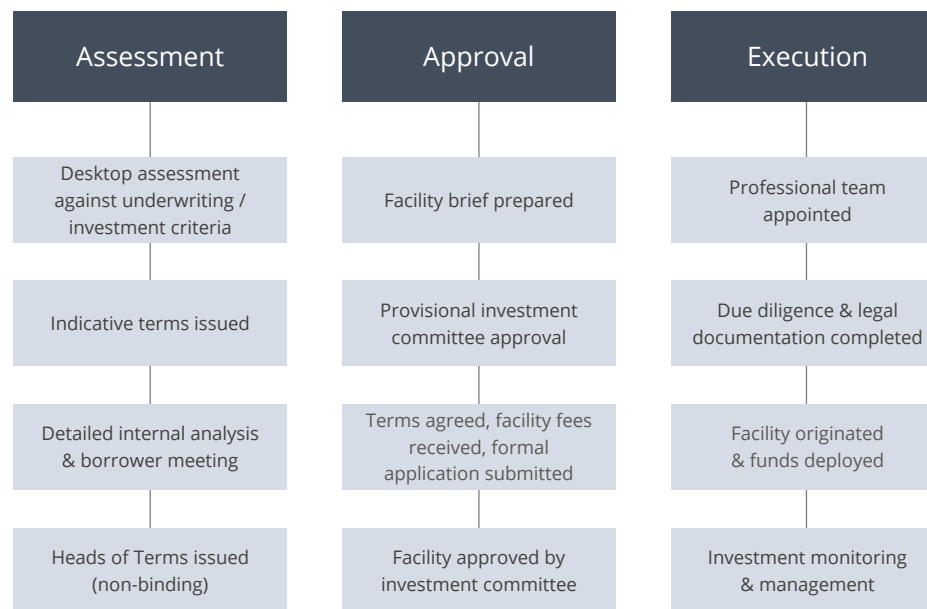 Assessment
Desktop assessment
against underwriting /
investment criteria
Indicative terms issued
Detailed internal analysis
& borrower meeting
Heads of Terms issued
(non-binding)
Approval
Facility brief prepared
Provisional investment
committee approval
Terms agreed, facility fees
received, formal
application submitted
Facility approved by
investment committee
Execution
Professional team
appointed
Due diligence & legal
documentation completed
Facility originated
& funds deployed
Investment monitoring
& management